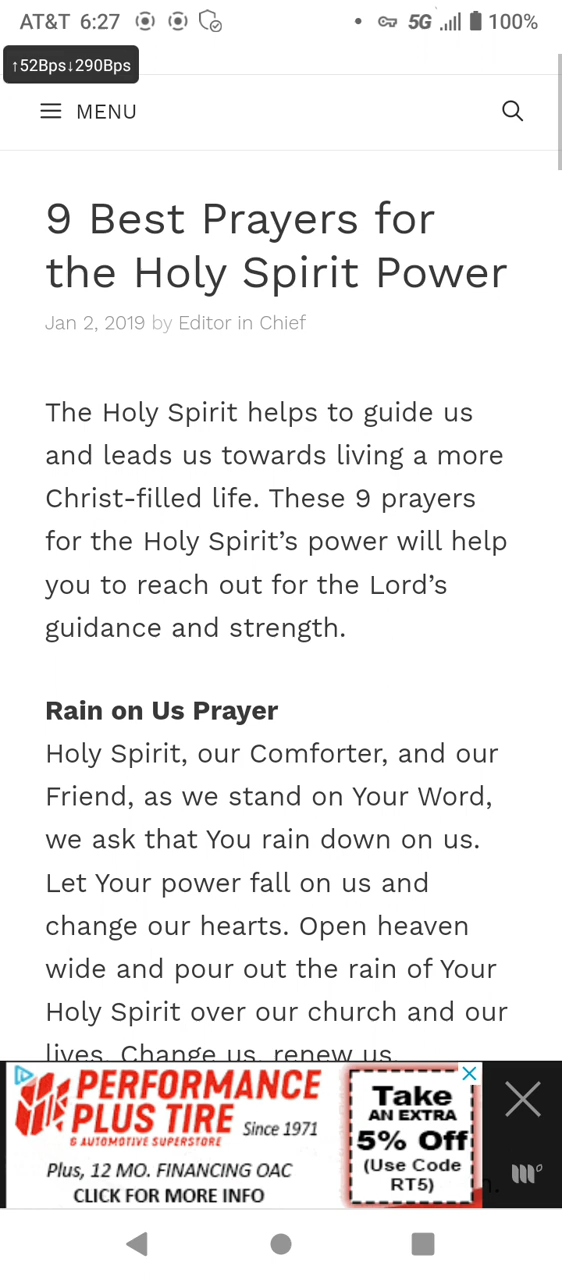 AT&T 6:27 5G 100%
↑52Bps↓290Bps
MENU
9 Best Prayers for
the Holy Spirit Power
Jan 2, 2019 by Editor in Chief
The Holy Spirit helps to guide us
and leads us towards living a more
Christ-filled life. These 9 prayers
for the Holy Spirit’s power will help
you to reach out for the Lord’s
guidance and strength.
Rain on Us Prayer
Holy Spirit, our Comforter, and our
Friend, as we stand on Your Word,
we ask that You rain down on us.
Let Your power fall on us and
change our hearts. Open heaven
wide and pour out the rain of Your
Holy Spirit over our church and our
lives. Change us, renew us,
PERFORMANCE
PLUS TIRE Since 1971
& AUTOMOTIVE SUPERSTORE
Plus, 12 MO. FINANCING OAC
CLICK FOR MORE INFO
Take
AN EXTRA
5% Off
(Use Code
RT5)